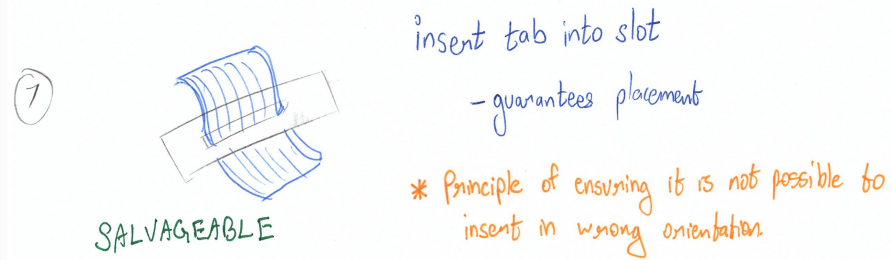 1
insert tab into slot
- guarantees placement
* Principle of ensuring it is not possible to
insert in wrong orientation.
SALVAGEABLE